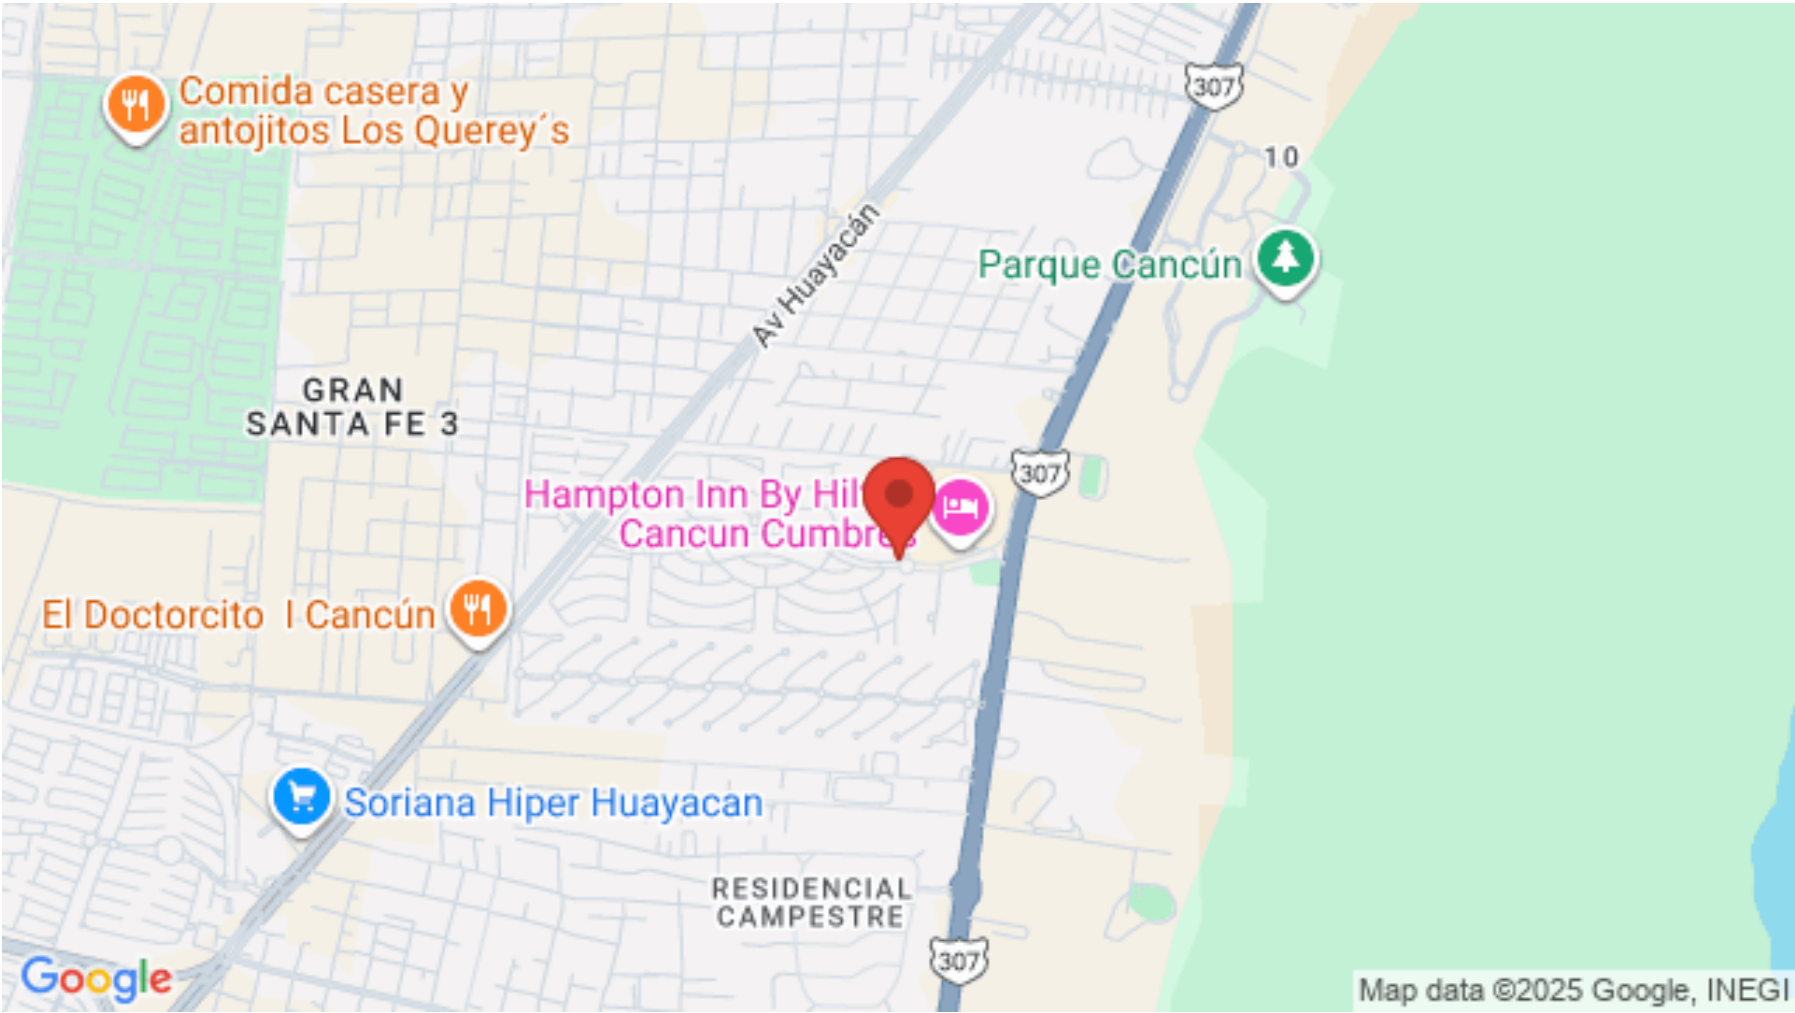 307
Comida casera y
antojitos Los Querey´s
10
Av Huayacán
Parque Cancún
GRAN
SANTA FE 3
307
Hampton Inn By Hil
Cancun Cumbres
El Doctorcito I Cancún
Soriana Hiper Huayacan
RESIDENCIAL
CAMPESTRE
307
Google
Map data ©2025 Google, INEGI